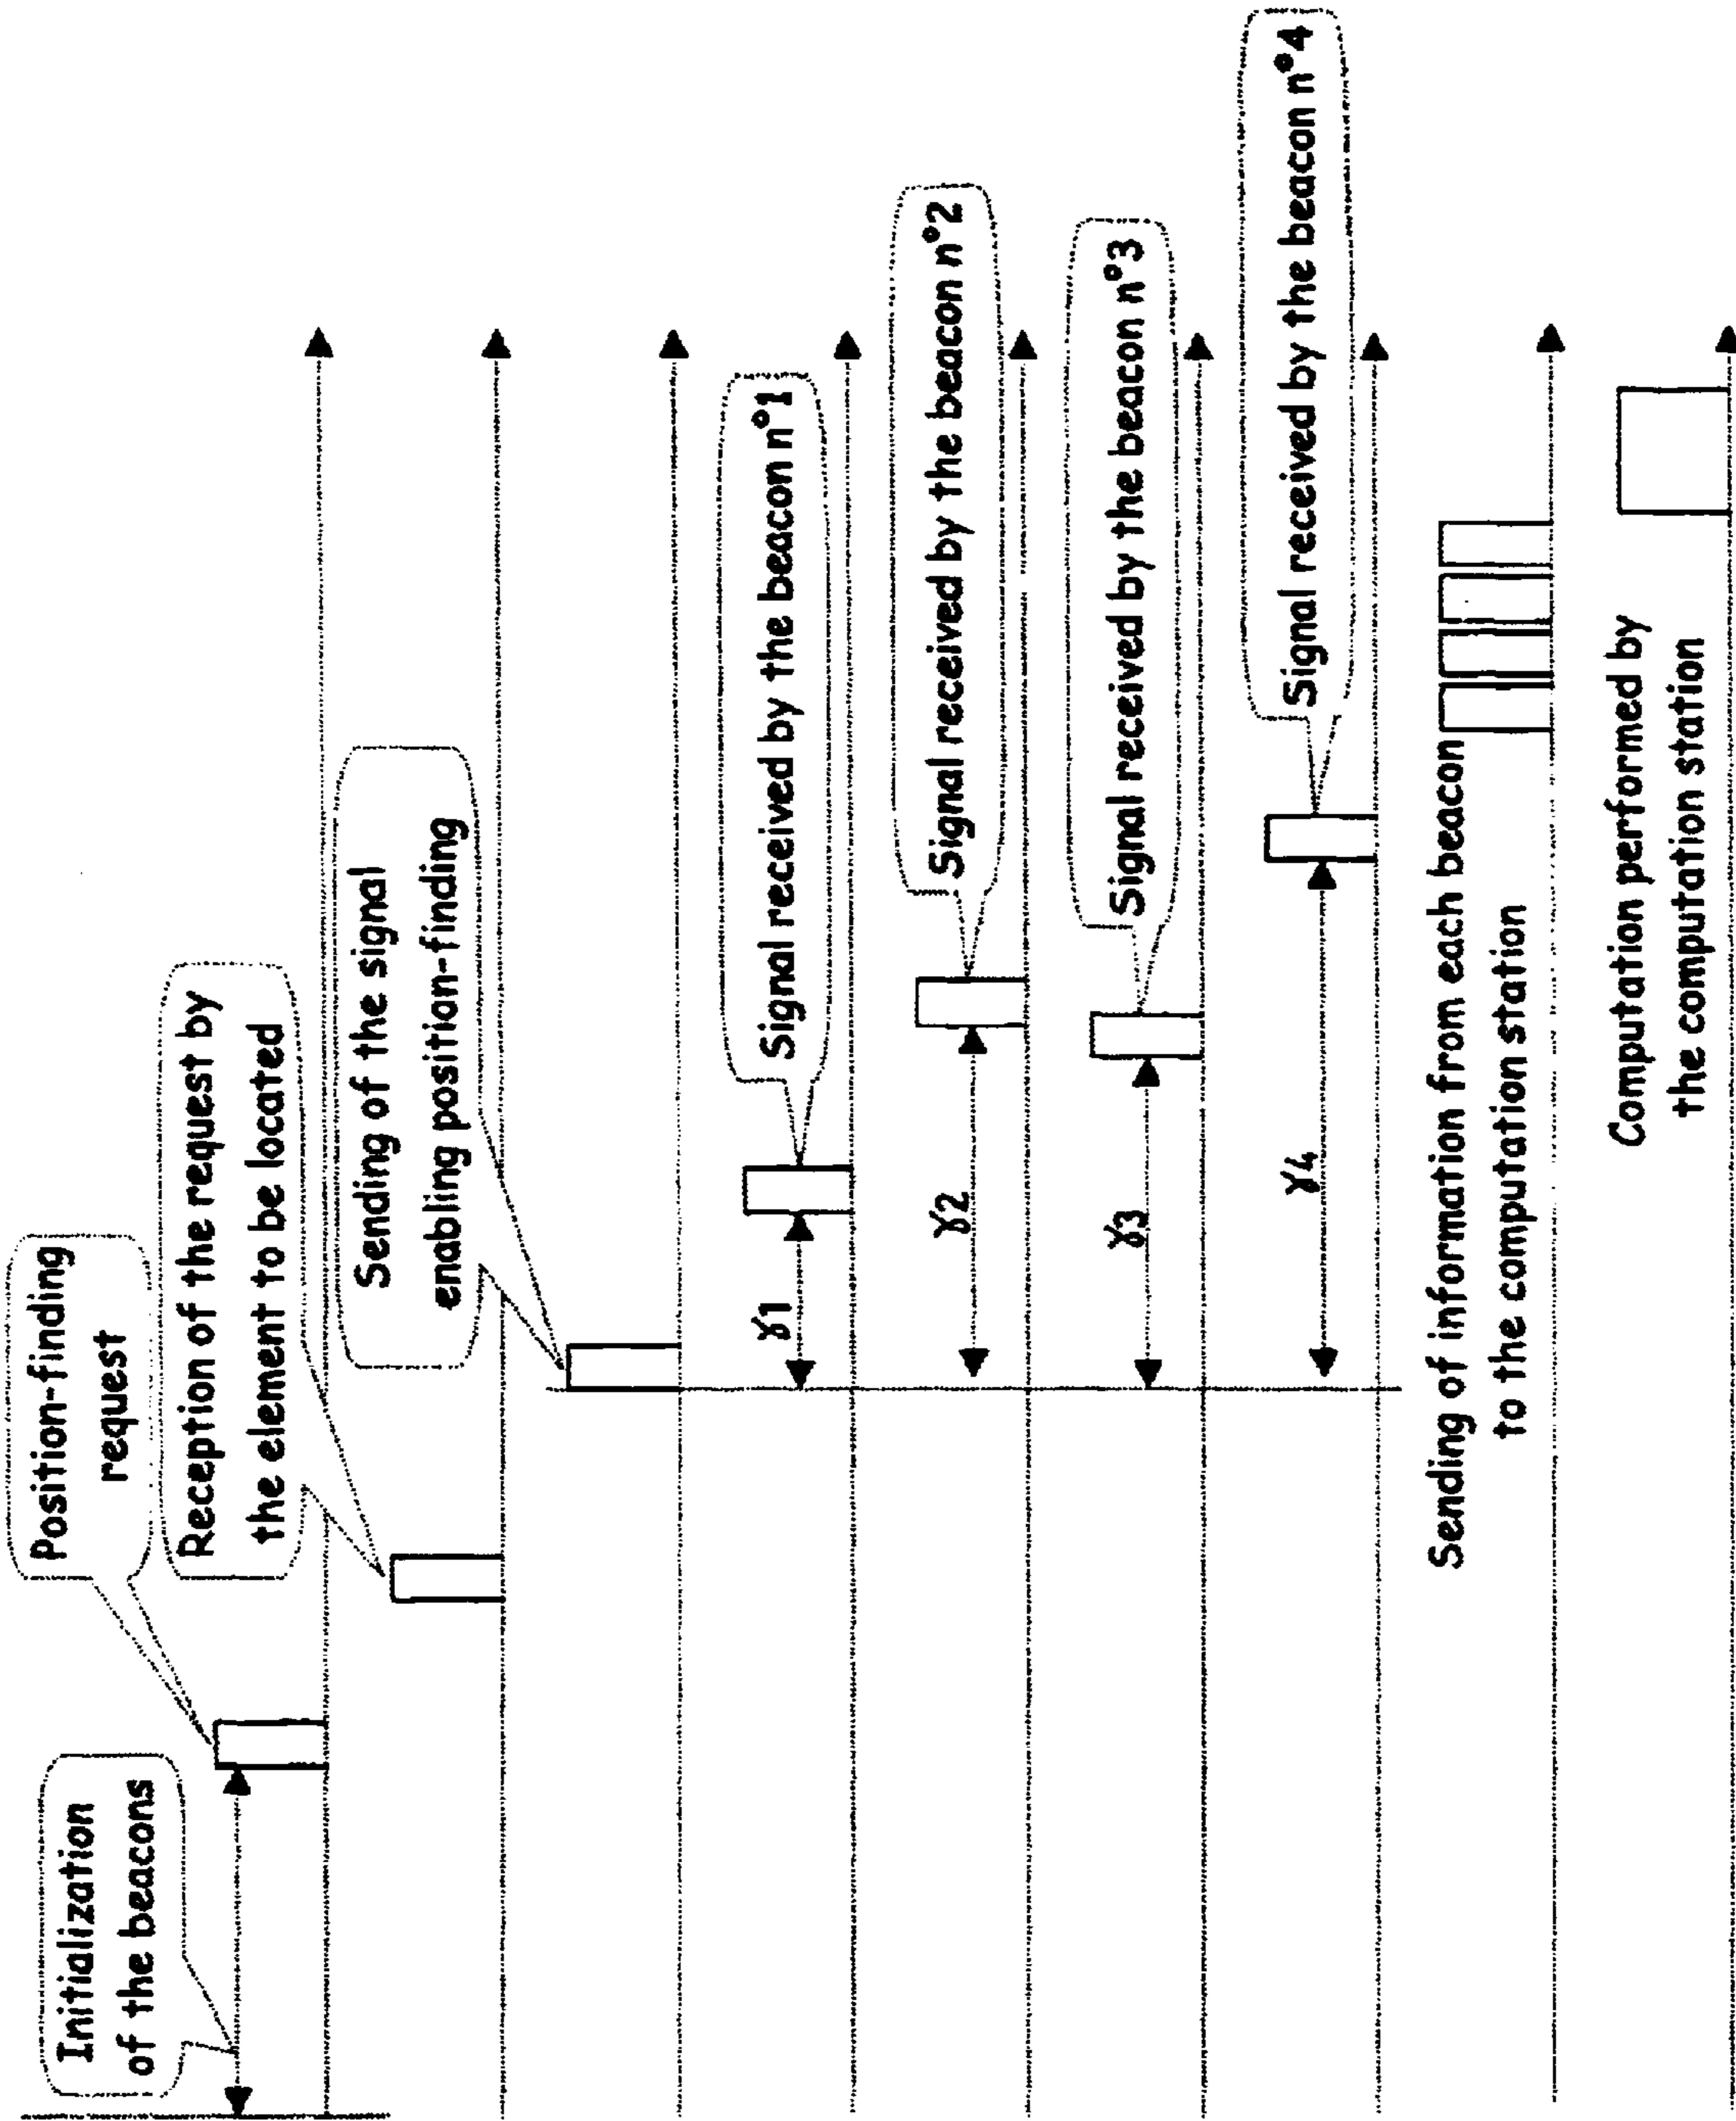 Initialization
of the beacons
Position-finding
request
Reception of the request by
the element to be located
Sending of the signal
enabling position-finding
γ1
Signal received by the beacon n°1
γ2
Signal received by the beacon n°2
γ3
Signal received by the beacon n°3
γ4
Signal received by the beacon n°4
Sending of information from each beacon
to the computation station
Computation performed by
the computation station